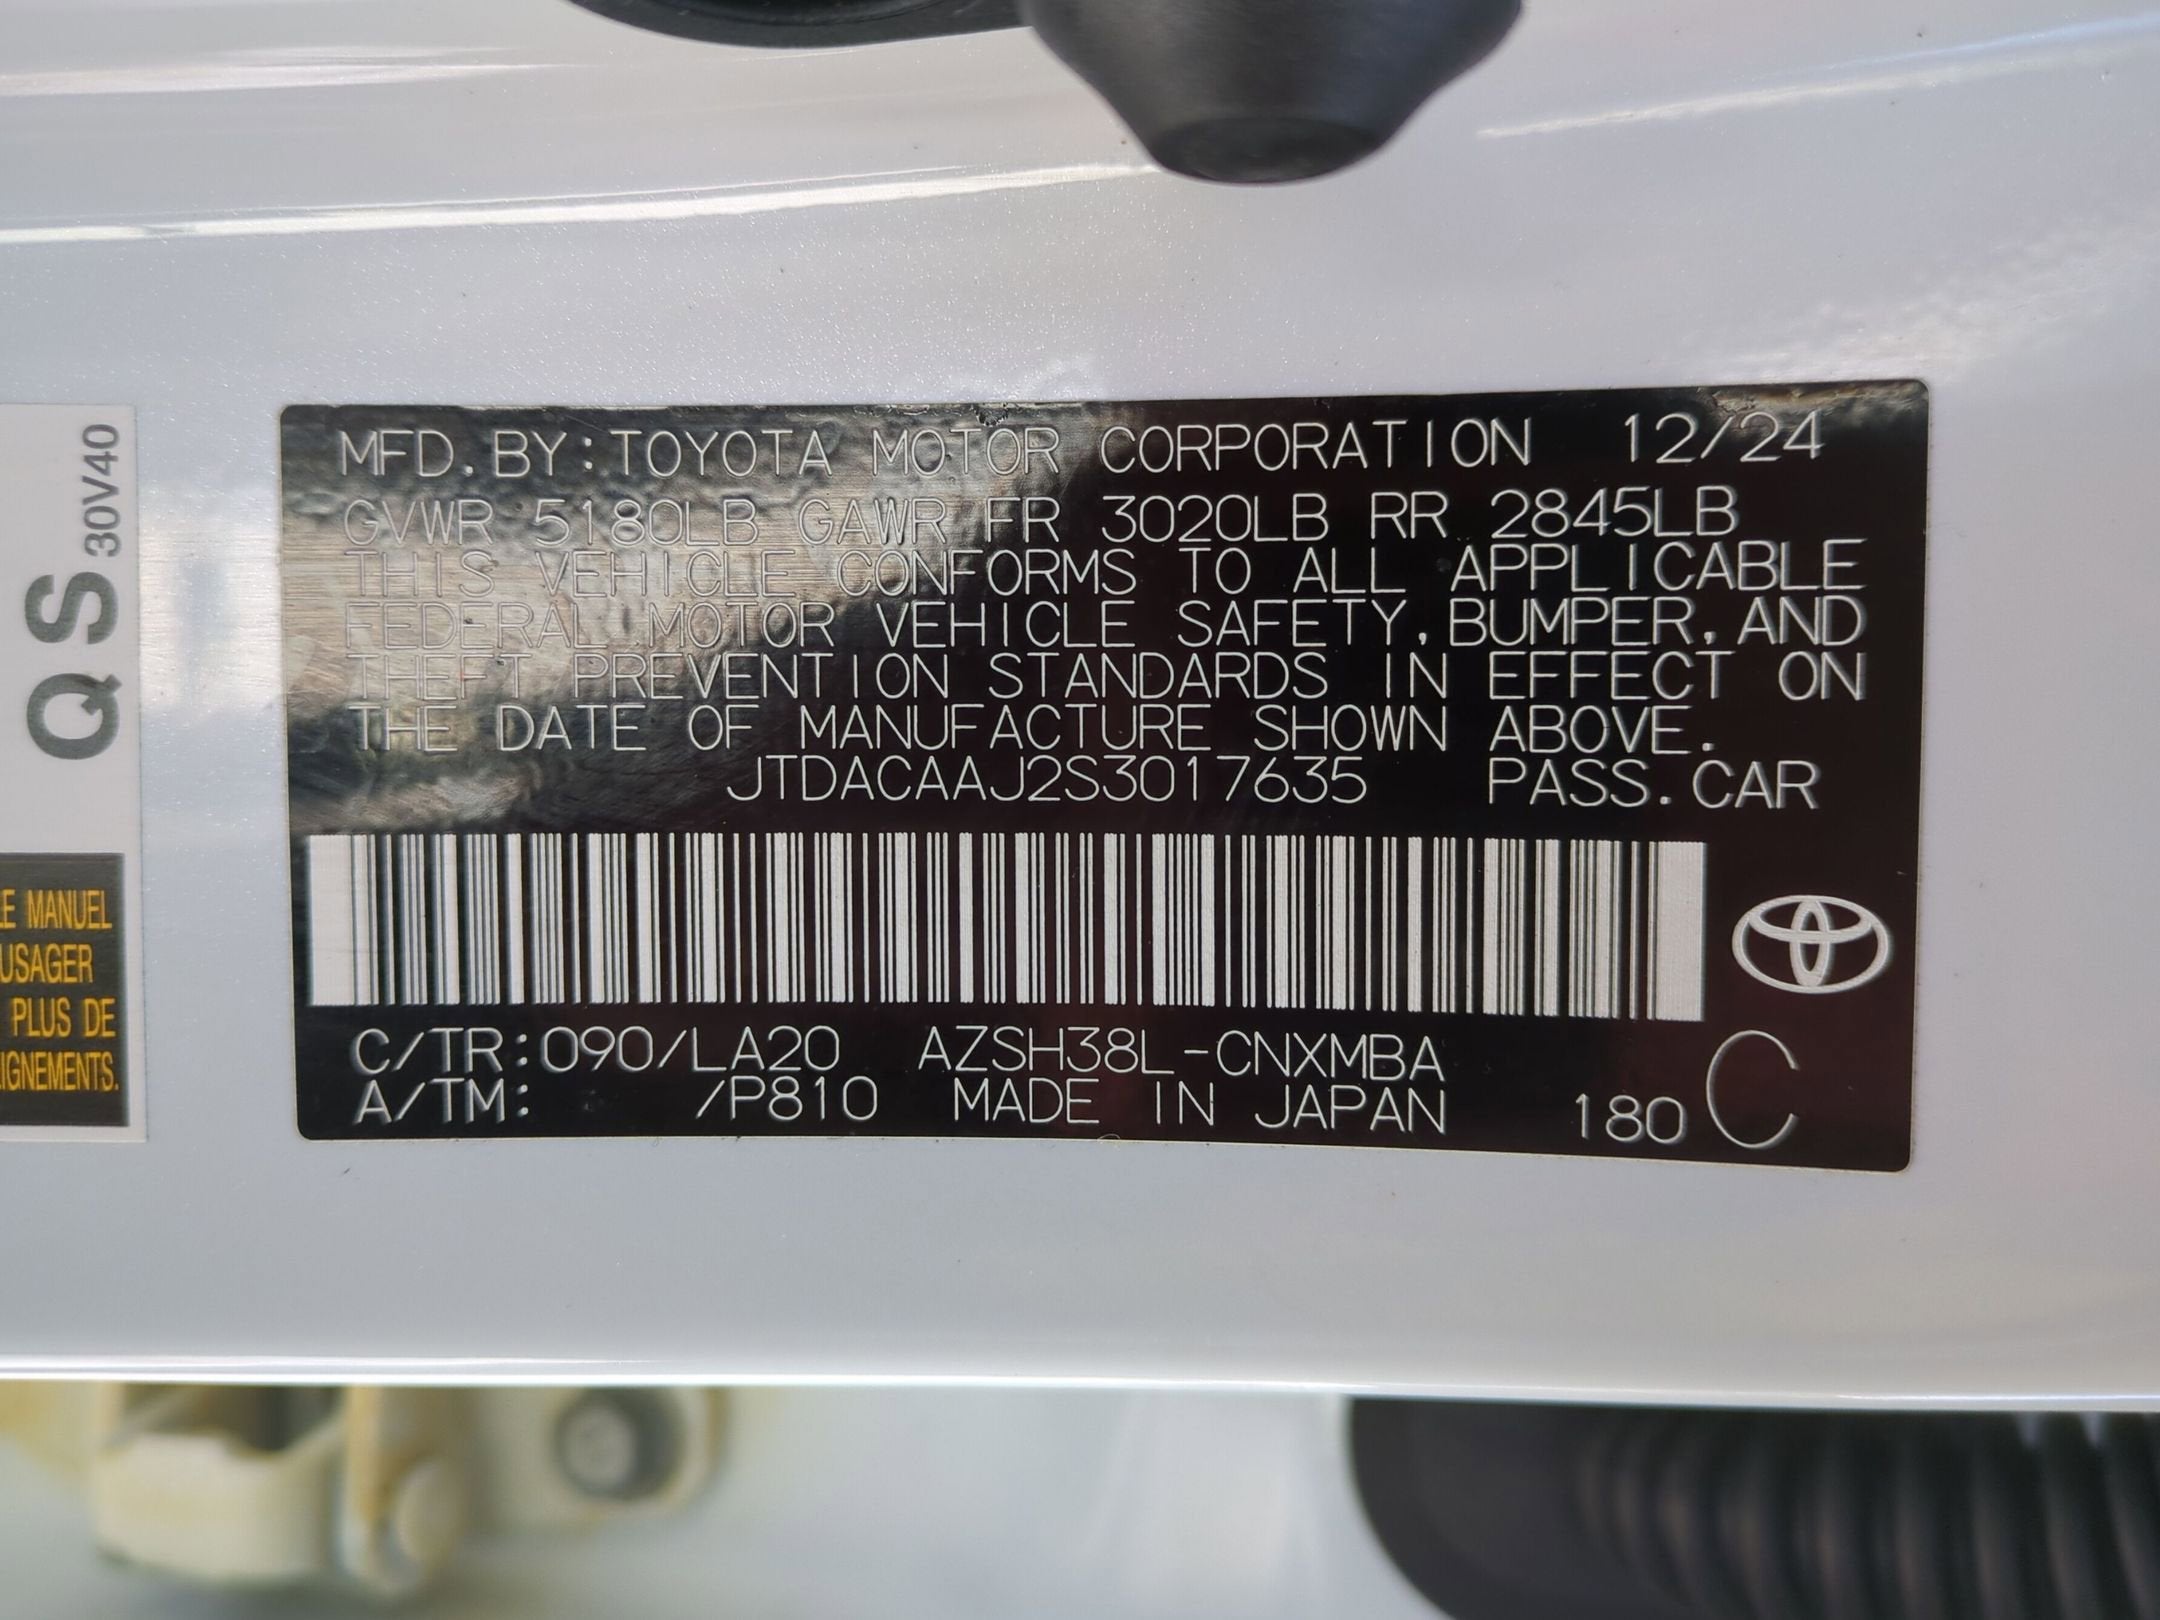 MFD. BY: TOYOTA MOTOR CORPORATION 12/24
GVWR 5180LB GAWR FR 3020LB RR 2845LB
THIS VEHICLE CONFORMS TO ALL APPLICABLE
FEDERAL MOTOR VEHICLE SAFETY, BUMPER, AND
THEFT PREVENTION STANDARDS IN EFFECT ON
THE DATE OF MANUFACTURE SHOWN ABOVE.
JTDACAAJ2S3017635 PASS. CAR
C/TR: 090/LA20 AZSH38L-CNXMBA
A/TM: /P810 MADE IN JAPAN 180 C
QS 30V40
LE MANUEL
USAGER
PLUS DE
IGNEMENTS.